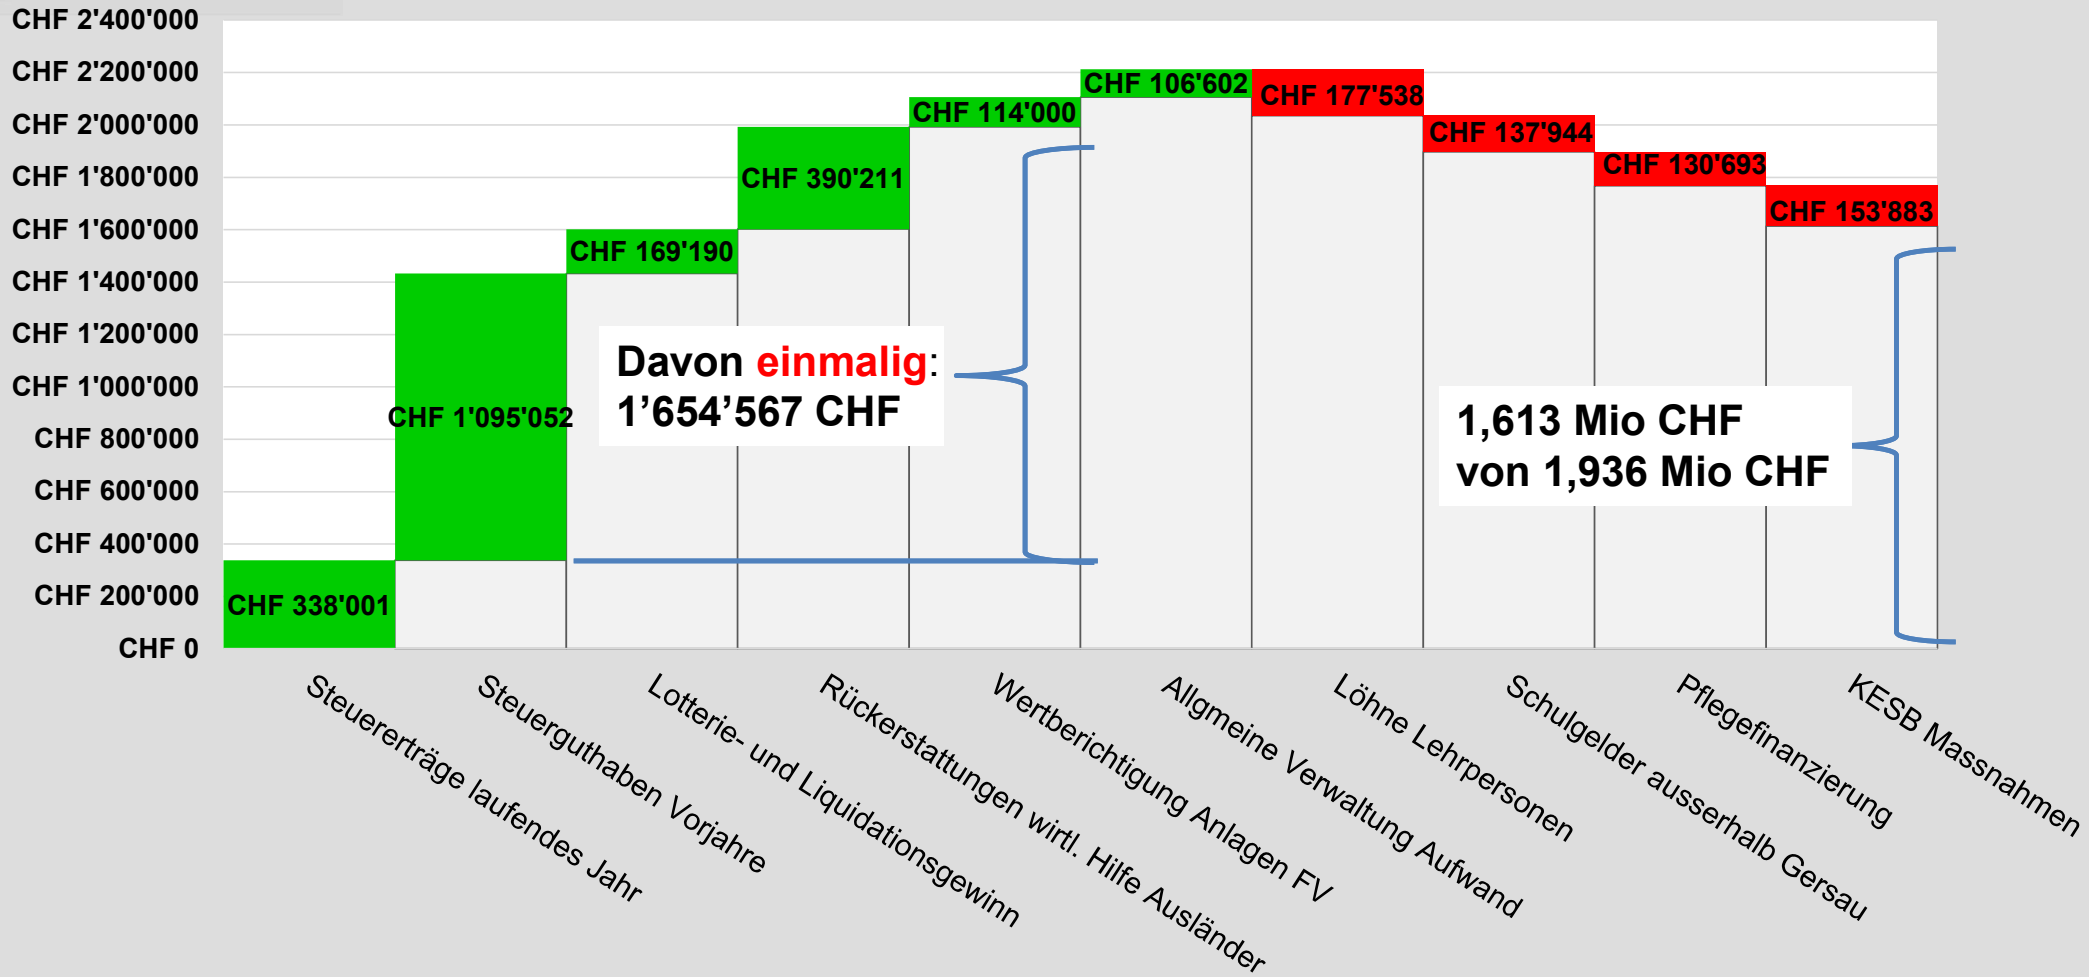 CHF 2'400'000
CHF 2'200'000
CHF 2'000'000
CHF 1'800'000
CHF 1'600'000
CHF 1'400'000
CHF 1'200'000
CHF 1'000'000
CHF 800'000
CHF 600'000
CHF 400'000
CHF 200'000
CHF 0
CHF 338'001
CHF 1'095'052
CHF 169'190
CHF 390'211
CHF 114'000
CHF 106'602
CHF 177'538
CHF 137'944
CHF 130'693
CHF 153'883
Davon einmalig:
1’654’567 CHF
1,613 Mio CHF
von 1,936 Mio CHF
Steuererträge laufendes Jahr
Steuerguthaben Vorjahre
Lotterie- und Liquidationsgewinn
Rückerstattungen wirtl. Hilfe Ausländer
Wertberichtigung Anlagen FV
Allgmeine Verwaltung Aufwand
Löhne Lehrpersonen
Schulgelder ausserhalb Gersau
Pflegefinanzierung
KESB Massnahmen